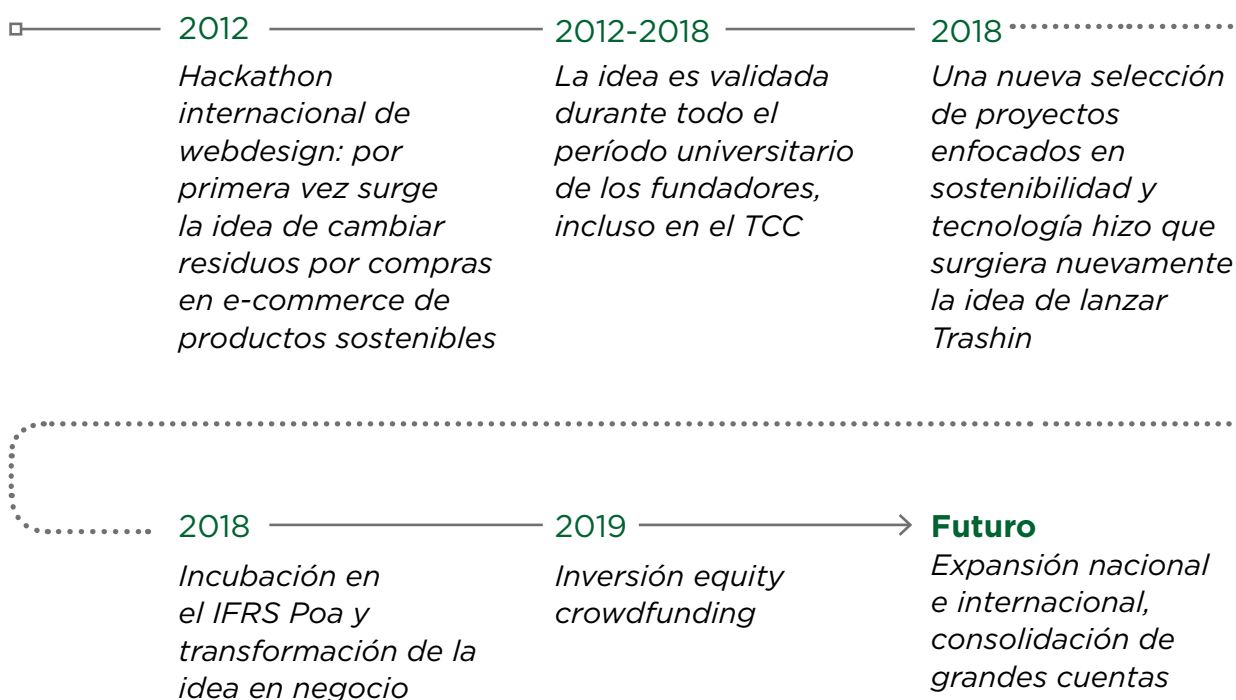 2012
Hackathon
internacional de
webdesign: por
primera vez surge
la idea de cambiar
residuos por compras
en e-commerce de
productos sostenibles
2012-2018
La idea es validada
durante todo el
período universitario
de los fundadores,
incluso en el TCC
2018
Una nueva selección
de proyectos
enfocados en
sostenibilidad y
tecnología hizo que
surgiera nuevamente
la idea de lanzar
Trashin
2018
Incubación en
el IFRS Poa y
transformación de la
idea en negocio
2019
Inversión equity
crowdfunding
Futuro
Expansión nacional
e internacional,
consolidación de
grandes cuentas